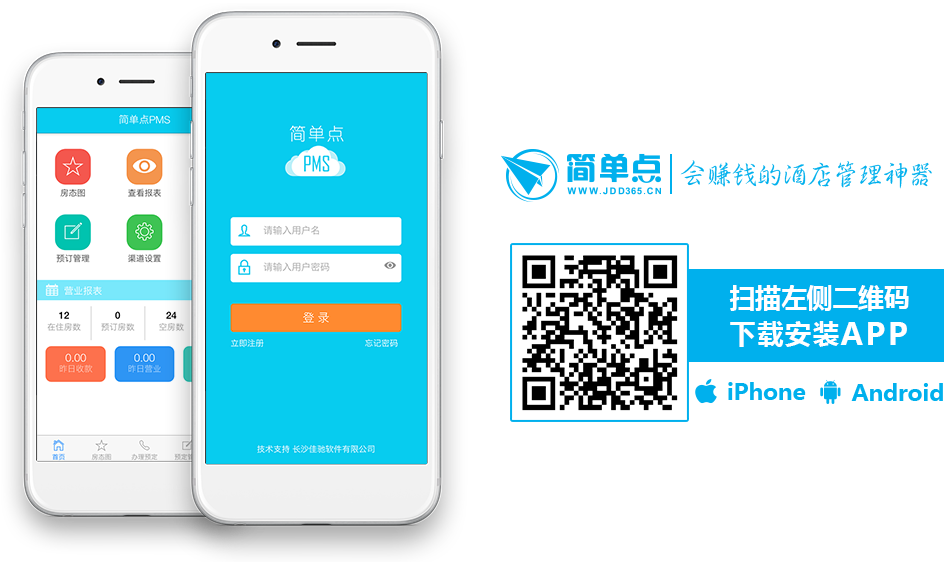 简单点PMS
房态图
查看报表
预订管理
渠道设置
营业报表
12
0
24
在住房数
预订房数
空房数
0.00
0.00
昨日收款
昨日营业
首页
房态图
办理预定
简单点
PMS
请输入用户名
请输入用户密码
登录
立即注册
忘记密码
技术支持 长沙佳驰软件有限公司
简单点
WWW.JDD365.CN
会赚钱的酒店管理神器
扫描左侧二维码
下载安装APP
iPhone
Android